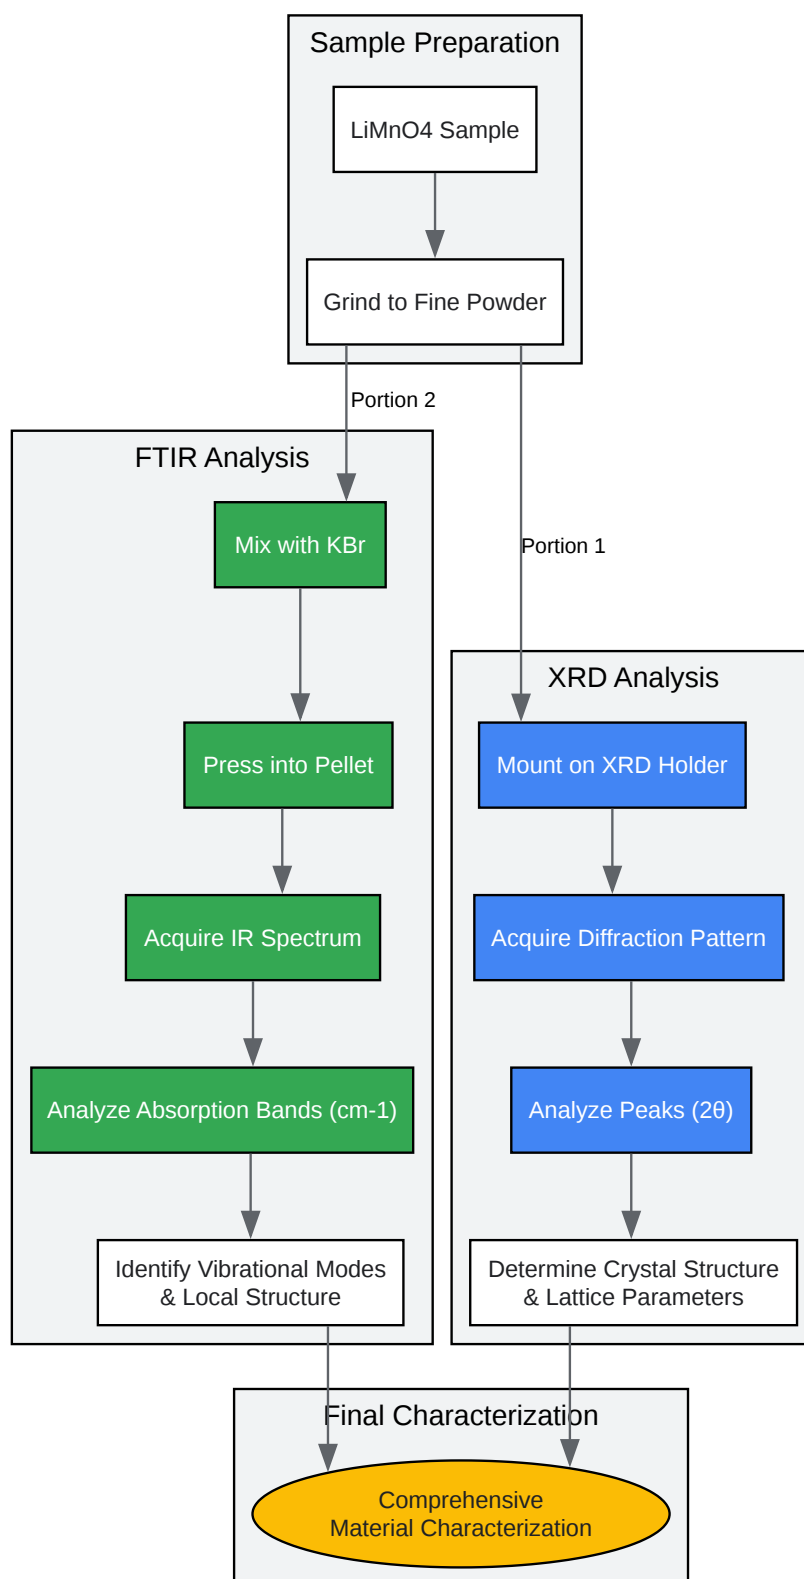 Sample Preparation
LiMnO4 Sample
Grind to Fine Powder
Portion 2
FTIR Analysis
Mix with KBr
Portion 1
XRD Analysis
Press into Pellet
Mount on XRD Holder
Acquire IR Spectrum
Acquire Diffraction Pattern
Analyze Absorption Bands (cm-1)
Analyze Peaks (2θ)
Identify Vibrational Modes
& Local Structure
Determine Crystal Structure
& Lattice Parameters
Final Characterization
Comprehensive
Material Characterization